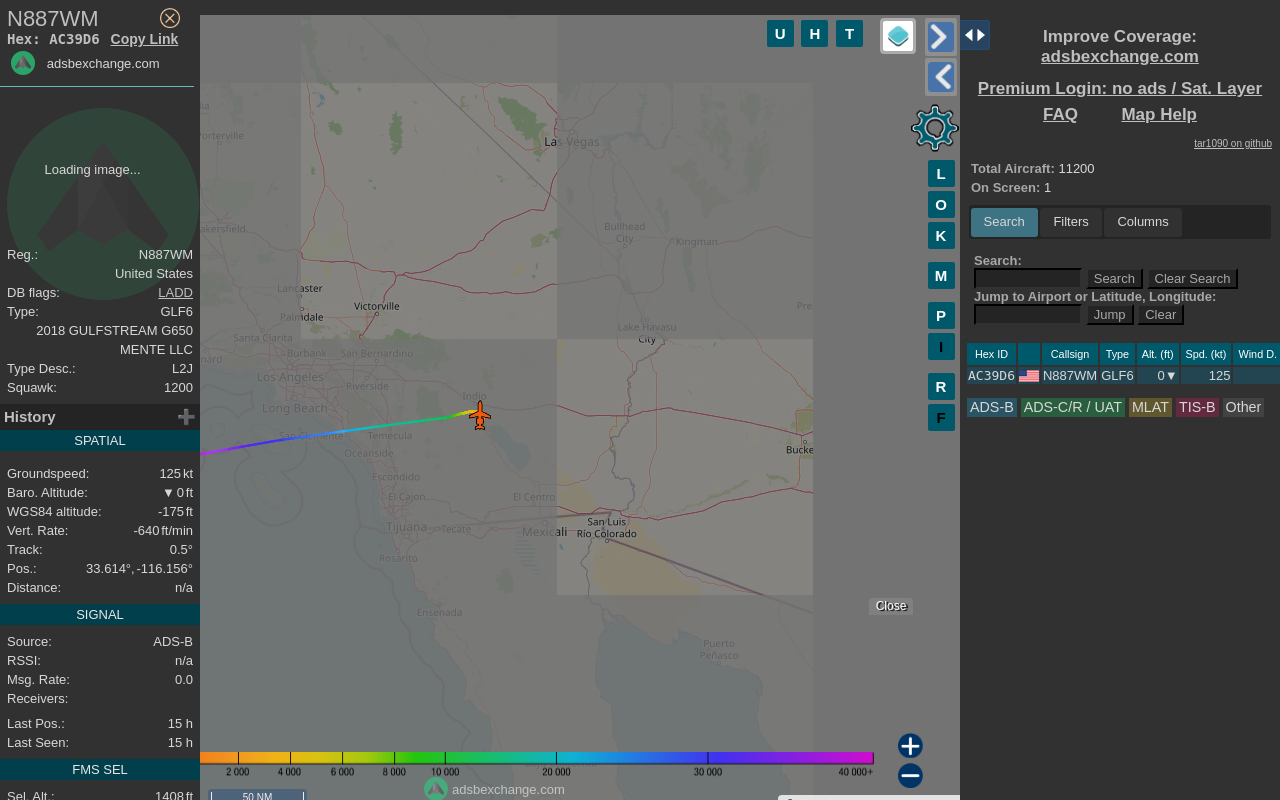 N887WM
Hex: AC39D6 Copy Link
adsbexchange.com
Loading image...
Reg.: N887WM
United States
DB flags: LADD
Type: GLF6
2018 GULFSTREAM G650
MENTE LLC
Type Desc.: L2J
Squawk: 1200
History
SPATIAL
Groundspeed: 125 kt
Baro. Altitude: ▼ 0 ft
WGS84 altitude: -175 ft
Vert. Rate: -640 ft/min
Track: 0.5°
Pos.: 33.614°, -116.156°
Distance: n/a
SIGNAL
Source: ADS-B
RSSI: n/a
Msg. Rate: 0.0
Receivers:
Last Pos.: 15 h
Last Seen: 15 h
FMS SEL
Sel. Alt.: 1408 ft
U H T
L
O
K
M
P
I
R
F
Las Vegas
Bullhead
City
Kingman
Lancaster
Palmdale
Victorville
Lake Havasu
City
Santa Clarita
Burbank
San Bernardino
Los Angeles
Riverside
Long Beach
Indio
San Clemente
Temecula
Oceanside
Escondido
El Cajon
El Centro
Tijuana
Tecate
Mexicali
San Luis
Río Colorado
Rosarito
Ensenada
Puerto
Peñasco
Bucke
Pre
Close
2 000 4 000 6 000 8 000 10 000 20 000 30 000 40 000+
adsbexchange.com
50 NM
Improve Coverage:
adsbexchange.com
Premium Login: no ads / Sat. Layer
FAQ Map Help
tar1090 on github
Total Aircraft: 11200
On Screen: 1
Search Filters Columns
Search:
Search Clear Search
Jump to Airport or Latitude, Longitude:
Jump Clear
Hex ID Callsign Type Alt. (ft) Spd. (kt) Wind D.
AC39D6 N887WM GLF6 0▼ 125
ADS-B ADS-C/R / UAT MLAT TIS-B Other